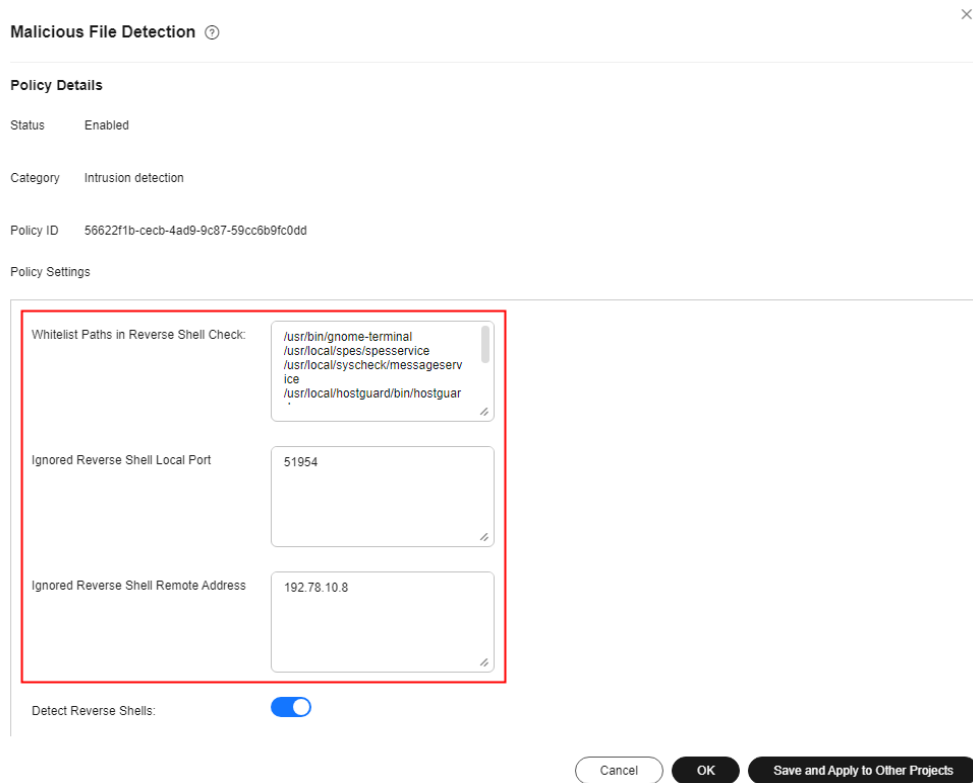 Malicious File Detection
Policy Details
Status Enabled
Category Intrusion detection
Policy ID 56622f1b-cecb-4ad9-9c87-59cc6b9fc0dd
Policy Settings
Whitelist Paths in Reverse Shell Check:
/usr/bin/gnome-terminal
/usr/local/spes/spesservice
/usr/local/syscheck/messageserv
ice
/usr/local/hostguard/bin/hostguar
Ignored Reverse Shell Local Port
51954
Ignored Reverse Shell Remote Address
192.78.10.8
Detect Reverse Shells:
Cancel OK Save and Apply to Other Projects